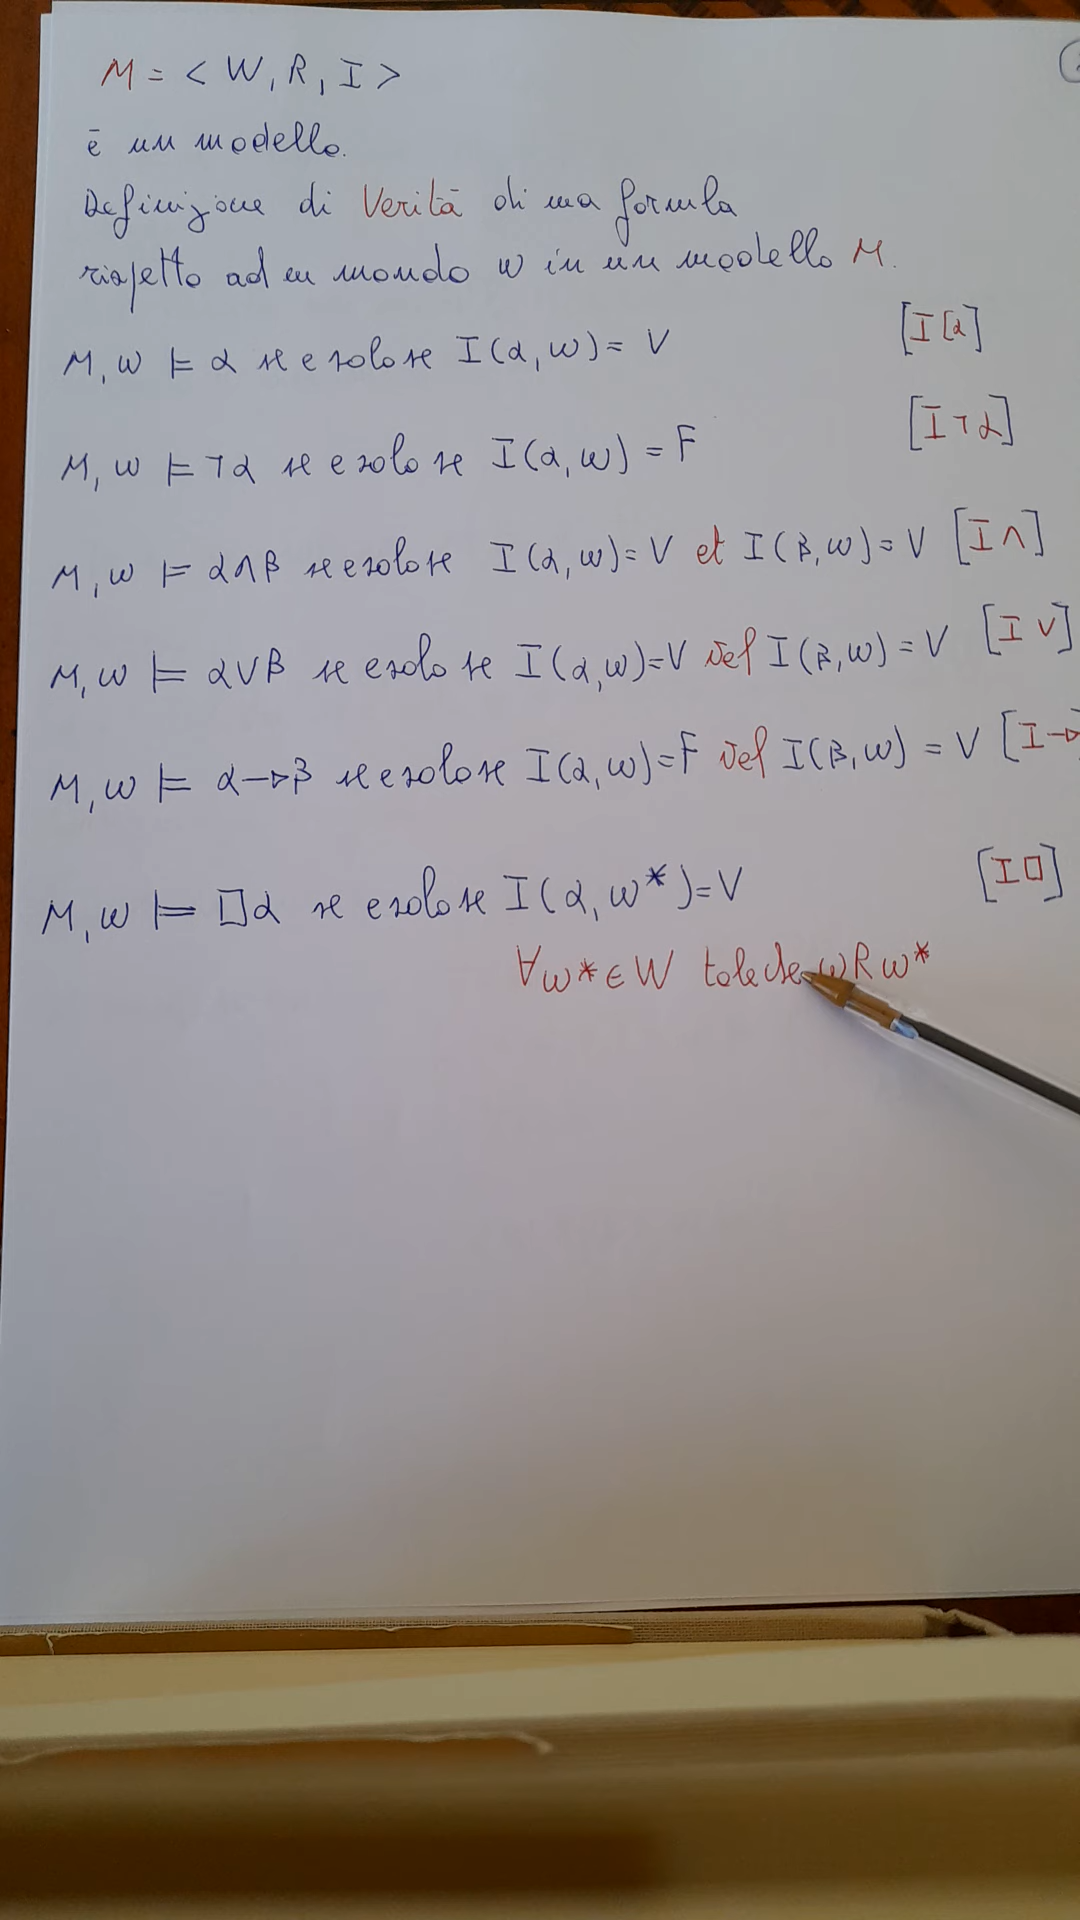 M = < W, R, I >
è un modello.
Definizione di Verità di una formula
rispetto ad un mondo w in un modello M.
M, w ⊨ α se e solo se I(α, w) = V [I[α]
M, w ⊨ ¬α se e solo se I(α, w) = F [I¬α]
M, w ⊨ α∧β se e solo se I(α, w) = V et I(β, w) = V [I∧]
M, w ⊨ α∨β se e solo se I(α, w) = V vel I(β, w) = V [I∨]
M, w ⊨ α→β se e solo se I(α, w) = F vel I(β, w) = V [I→]
M, w ⊨ □α se e solo se I(α, w*) = V [I□]
∀w* ∈ W tale che wRw*